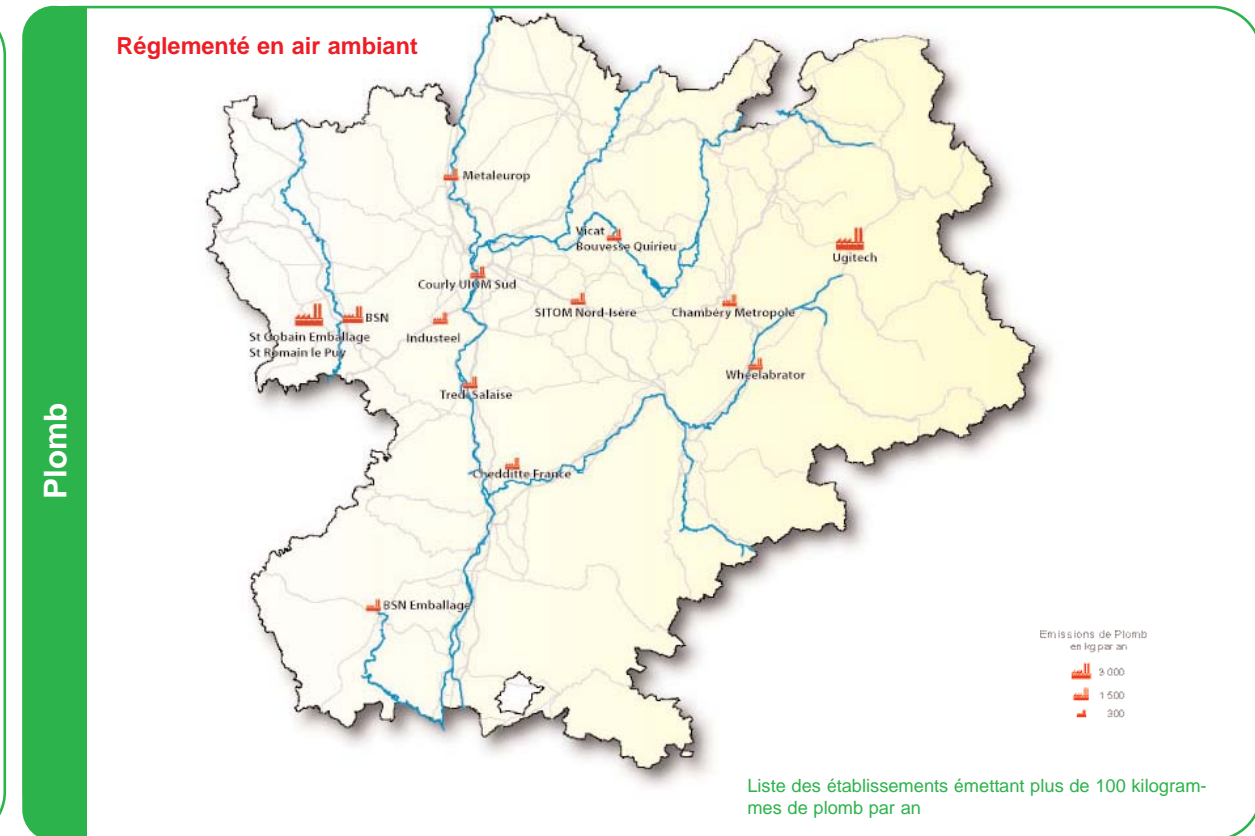 Plomb
Réglementé en air ambiant
Metaleurop
Vicat
Bouvesse Quirieu
Ugitech
Courly UIOM Sud
SITOM Nord-Isère
Chambéry Metropole
BSN
St Gobain Emballage
St Romain le Puy
Industeel
Wheelabrator
Tredi Salaise
Chedditte France
BSN Emballage
Emissions de Plomb
en kg par an
3 000
1 500
300
Liste des établissements émettant plus de 100 kilogram-
mes de plomb par an